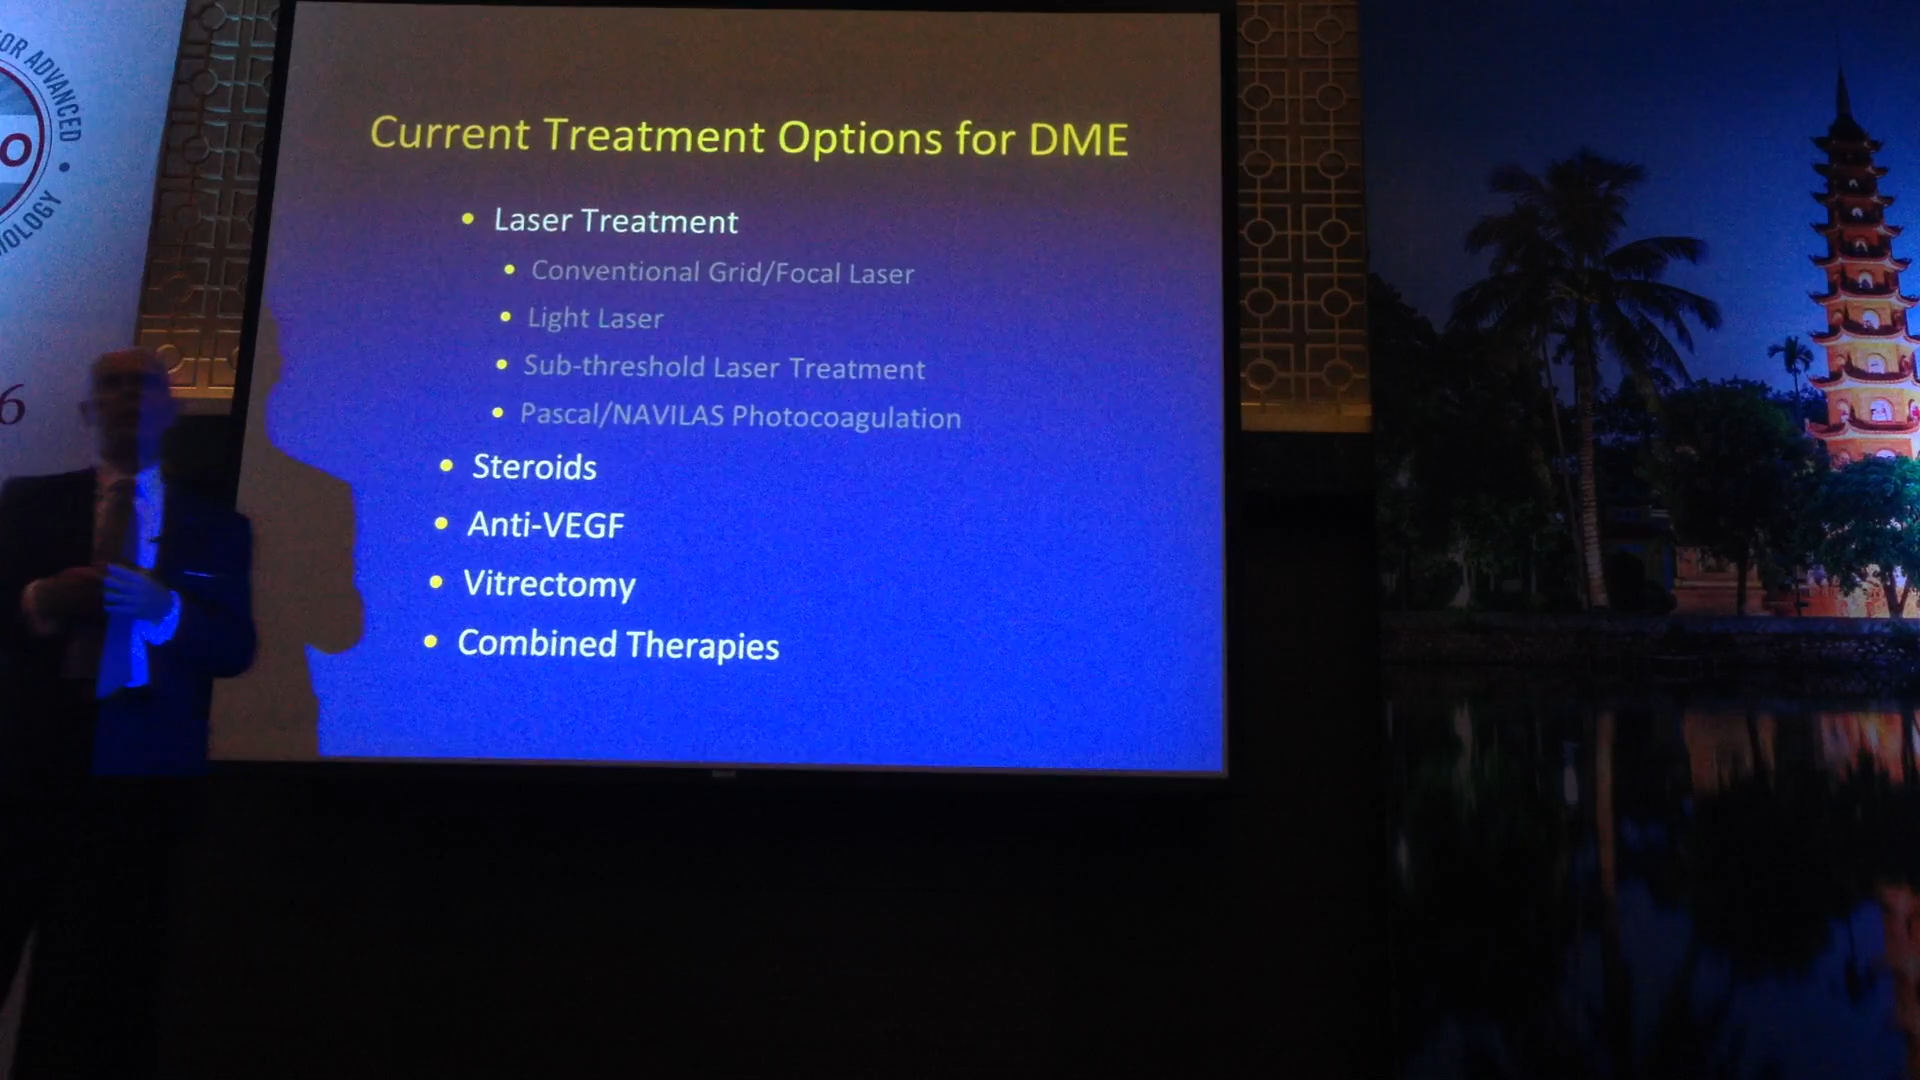 OR ADVANCED
O
OLOGY
6
Current Treatment Options for DME
• Laser Treatment
• Conventional Grid/Focal Laser
• Light Laser
• Sub-threshold Laser Treatment
• Pascal/NAVILAS Photocoagulation
• Steroids
• Anti-VEGF
• Vitrectomy
• Combined Therapies